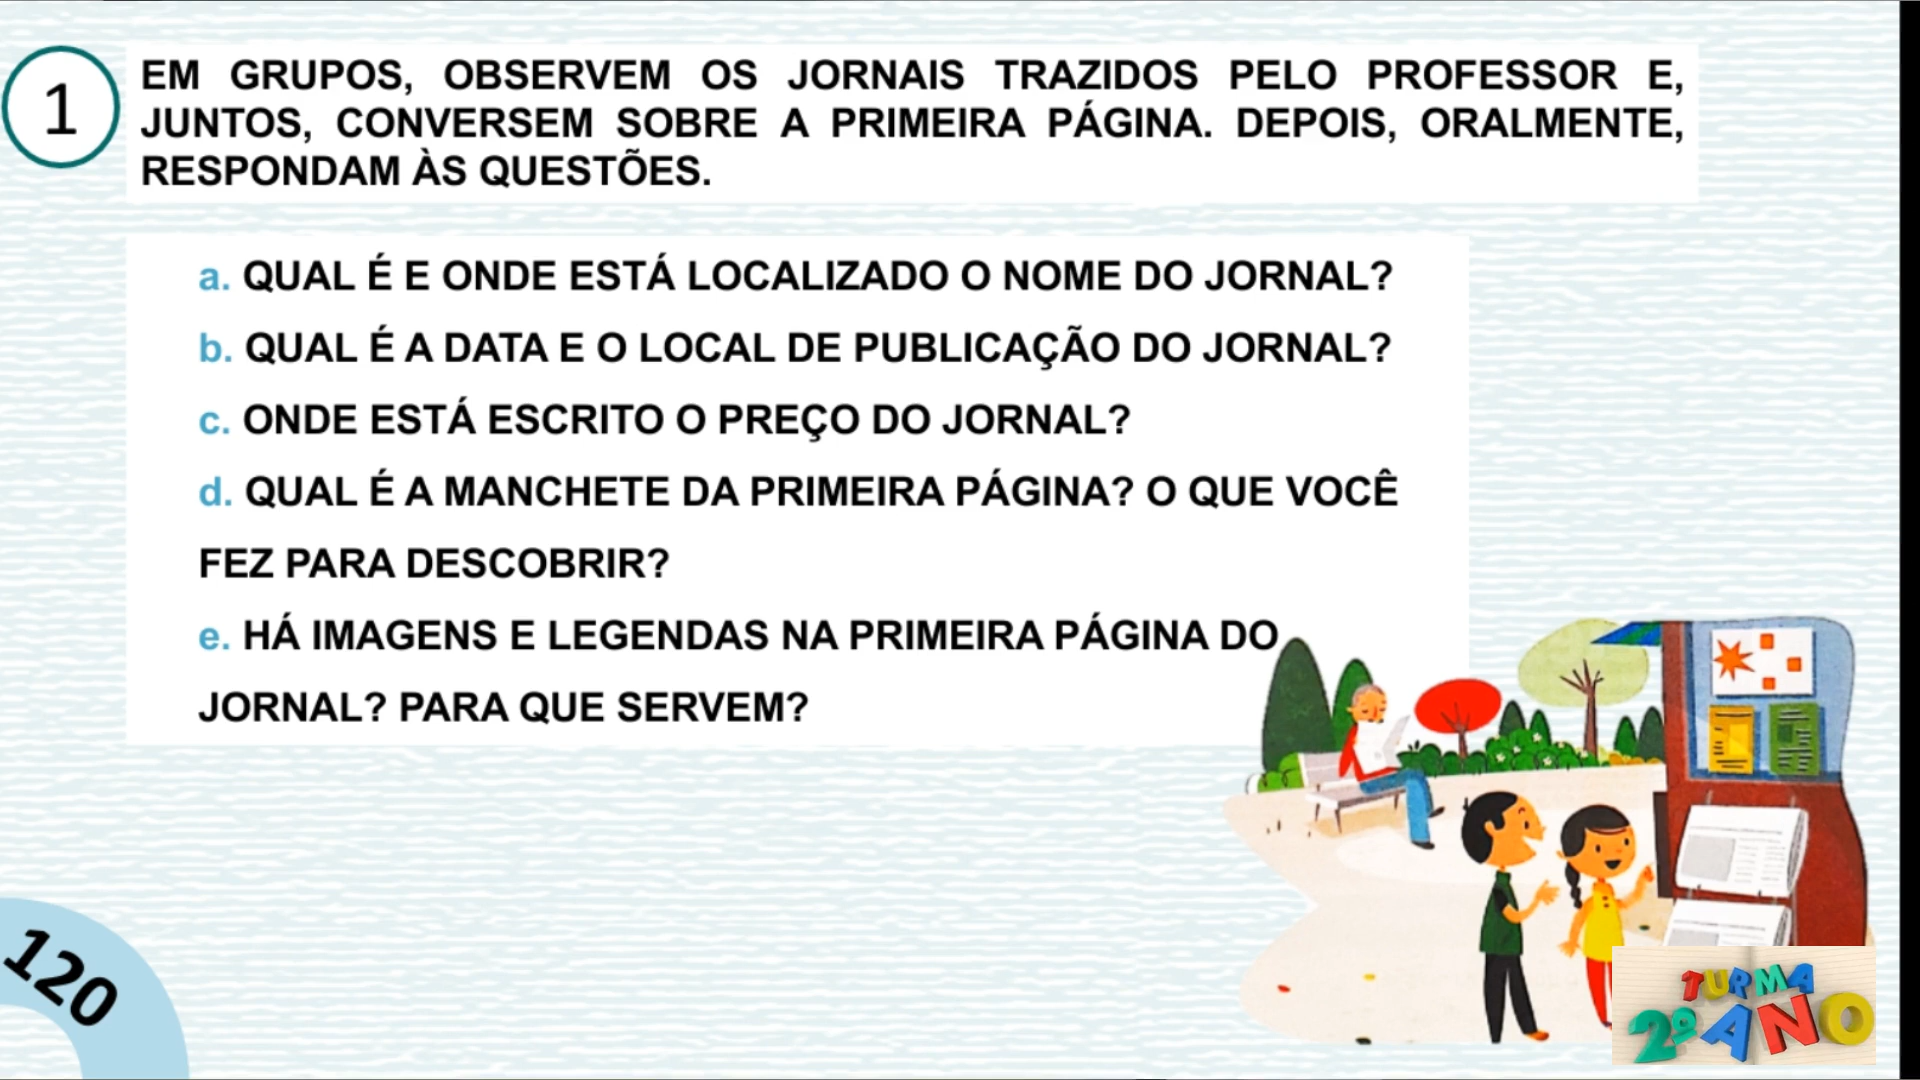 1
EM GRUPOS, OBSERVEM OS JORNAIS TRAZIDOS PELO PROFESSOR E,
JUNTOS, CONVERSEM SOBRE A PRIMEIRA PÁGINA. DEPOIS, ORALMENTE,
RESPONDAM ÀS QUESTÕES.
a. QUAL É E ONDE ESTÁ LOCALIZADO O NOME DO JORNAL?
b. QUAL É A DATA E O LOCAL DE PUBLICAÇÃO DO JORNAL?
c. ONDE ESTÁ ESCRITO O PREÇO DO JORNAL?
d. QUAL É A MANCHETE DA PRIMEIRA PÁGINA? O QUE VOCÊ
FEZ PARA DESCOBRIR?
e. HÁ IMAGENS E LEGENDAS NA PRIMEIRA PÁGINA DO
JORNAL? PARA QUE SERVEM?
120
TURMA
2º ANO